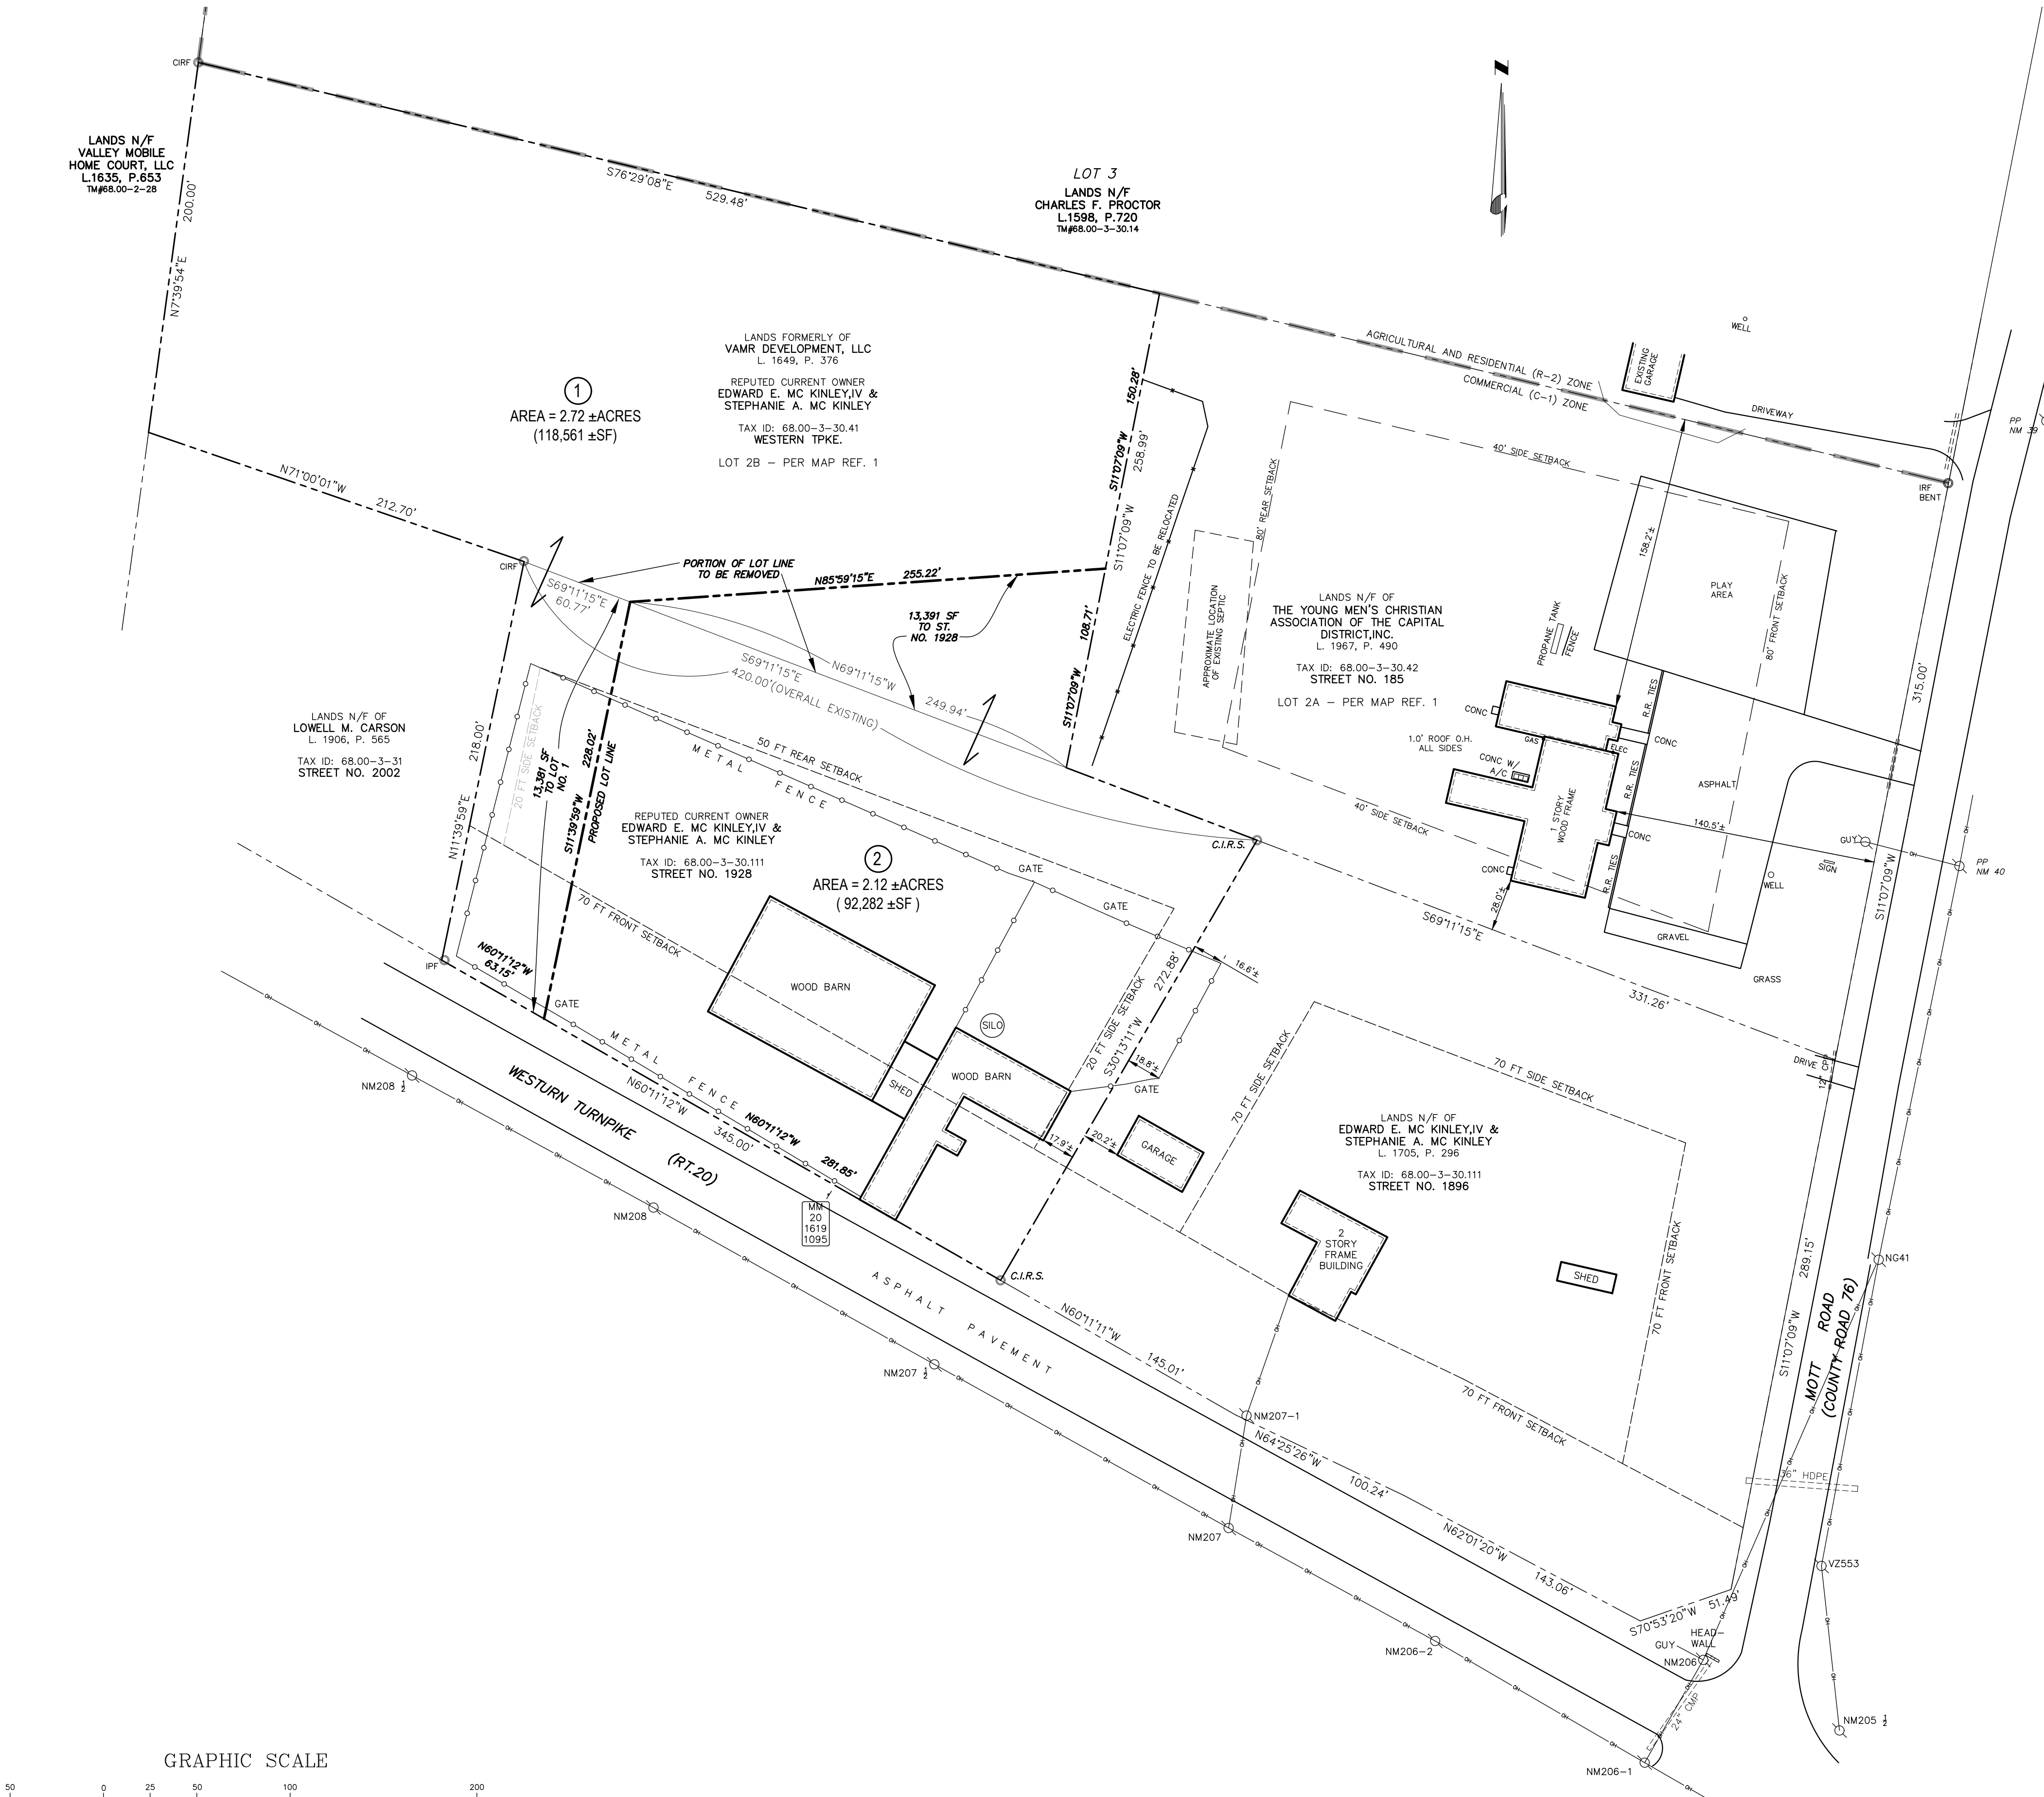 CIRF
LANDS N/F
VALLEY MOBILE
HOME COURT, LLC
L.1635, P.653
TM#68.00-2-28
200.00'
N7°39'54"E
S76°29'08"E
529.48'
LOT 3
LANDS N/F
CHARLES F. PROCTOR
L.1598, P.720
TM#68.00-3-30.14
N
LANDS FORMERLY OF
VAMR DEVELOPMENT, LLC
L. 1649, P. 376
REPUTED CURRENT OWNER
EDWARD E. MC KINLEY,IV &
STEPHANIE A. MC KINLEY
TAX ID: 68.00-3-30.41
WESTERN TPKE.
LOT 2B - PER MAP REF. 1
1
AREA = 2.72 ±ACRES
(118,561 ±SF)
N71°00'01"W
212.70'
CIRF
S69°11'15"E
60.77'
PORTION OF LOT LINE
TO BE REMOVED
N85°59'15"E
255.22'
13,391 SF
TO ST.
NO. 1928
S11°07'09"W
150.28'
S11°07'09"W
258.99'
S11°07'09"W
108.71'
ELECTRIC FENCE TO BE RELOCATED
S69°11'15"E
420.00'(OVERALL EXISTING)
N69°11'15"W
249.94'
AGRICULTURAL AND RESIDENTIAL (R-2) ZONE
COMMERCIAL (C-1) ZONE
EXISTING
GARAGE
WELL
DRIVEWAY
PP
NM 39
IRF
BENT
40' SIDE SETBACK
80' REAR SETBACK
APPROXIMATE LOCATION
OF EXISTING SEPTIC
158.2'±
PLAY
AREA
80' FRONT SETBACK
LANDS N/F OF
THE YOUNG MEN'S CHRISTIAN
ASSOCIATION OF THE CAPITAL
DISTRICT,INC.
L. 1967, P. 490
TAX ID: 68.00-3-30.42
STREET NO. 185
LOT 2A - PER MAP REF. 1
PROPANE TANK
FENCE
CONC
R.R. TIES
GAS
ELEC
CONC
1.0' ROOF O.H.
ALL SIDES
CONC W/
A/C
1 STORY
WOOD FRAME
R.R. TIES
ASPHALT
40' SIDE SETBACK
140.5'±
CONC
CONC
R.R. TIES
28.0'±
WELL
SIGN
GUY
PP
NM 40
GRAVEL
GRASS
315.00'
S11°07'09"W
S69°11'15"E
331.26'
DRIVE
12" CPP
LANDS N/F OF
LOWELL M. CARSON
L. 1906, P. 565
TAX ID: 68.00-3-31
STREET NO. 2002
218.00'
N11°39'59"E
20 FT SIDE SETBACK
13,381 SF
TO LOT
NO. 1
S11°39'59"W
228.02'
PROPOSED LOT LINE
50 FT REAR SETBACK
METAL
FENCE
REPUTED CURRENT OWNER
EDWARD E. MC KINLEY,IV &
STEPHANIE A. MC KINLEY
TAX ID: 68.00-3-30.111
STREET NO. 1928
2
AREA = 2.12 ±ACRES
( 92,282 ±SF )
GATE
GATE
C.I.R.S.
70 FT FRONT SETBACK
IPF
N60°11'12"W
63.15'
GATE
WOOD BARN
SILO
WOOD BARN
SHED
20 FT SIDE SETBACK
S30°13'11"W
272.88'
16.6'±
18.8'±
GATE
17.9'±
20.2'±
GARAGE
METAL
FENCE
N60°11'12"W
345.00'
N60°11'12"W
281.85'
WESTURN TURNPIKE
(RT.20)
MM
20
1619
1095
NM208 ½
NM208
NM207 ½
ASPHALT
PAVEMENT
C.I.R.S.
70 FT SIDE SETBACK
70 FT SIDE SETBACK
LANDS N/F OF
EDWARD E. MC KINLEY,IV &
STEPHANIE A. MC KINLEY
L. 1705, P. 296
TAX ID: 68.00-3-30.111
STREET NO. 1896
2
STORY
FRAME
BUILDING
SHED
70 FT FRONT SETBACK
70 FT FRONT SETBACK
289.15'
S11°07'09"W
MOTT ROAD
(COUNTY ROAD 76)
NG41
N60°11'11"W
145.01'
NM207-1
N64°25'26"W
100.24'
NM207
N62°01'20"W
143.06'
36" HDPE
VZ553
S70°53'20"W
51.49'
HEAD-
WALL
GUY
NM206
NM206-2
24" CMP
NM205 ½
NM206-1
GRAPHIC SCALE
50 0 25 50 100 200